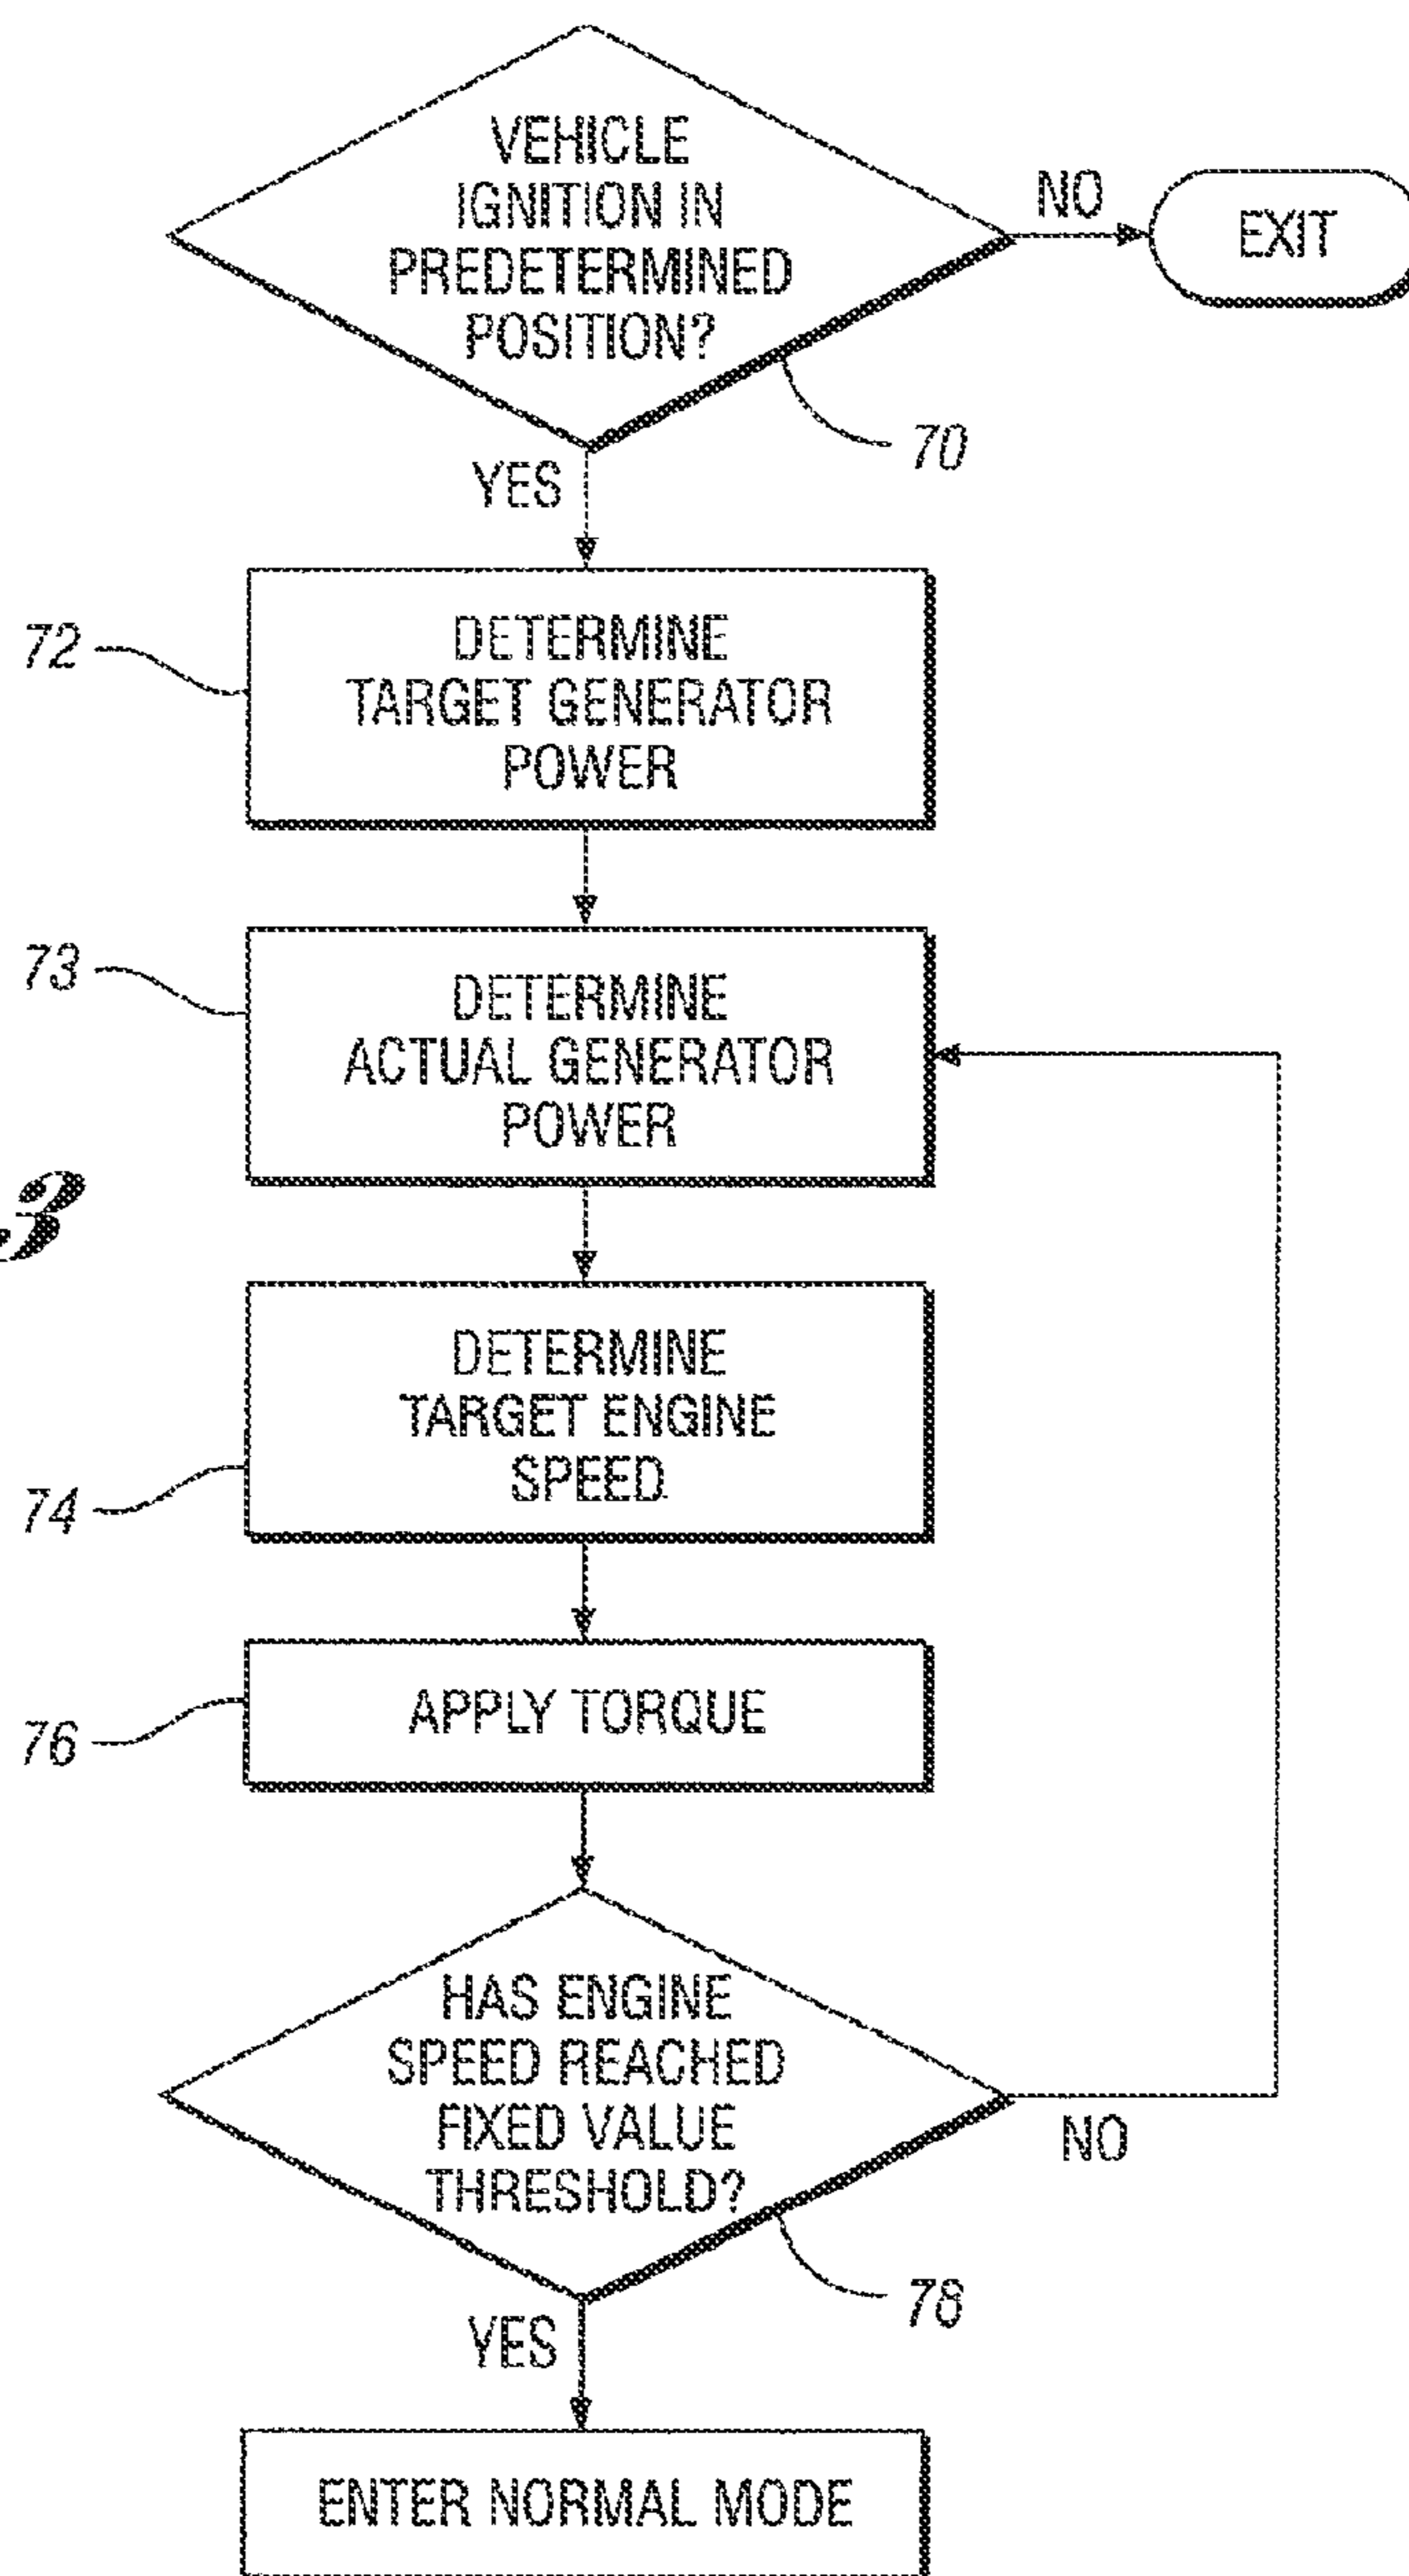 VEHICLE
IGNITION IN
PREDETERMINED
POSITION?
NO
EXIT
70
YES
72
DETERMINE
TARGET GENERATOR
POWER
73
DETERMINE
ACTUAL GENERATOR
POWER
3
DETERMINE
TARGET ENGINE
SPEED
74
76
APPLY TORQUE
HAS ENGINE
SPEED REACHED
FIXED VALUE
THRESHOLD?
NO
78
YES
ENTER NORMAL MODE